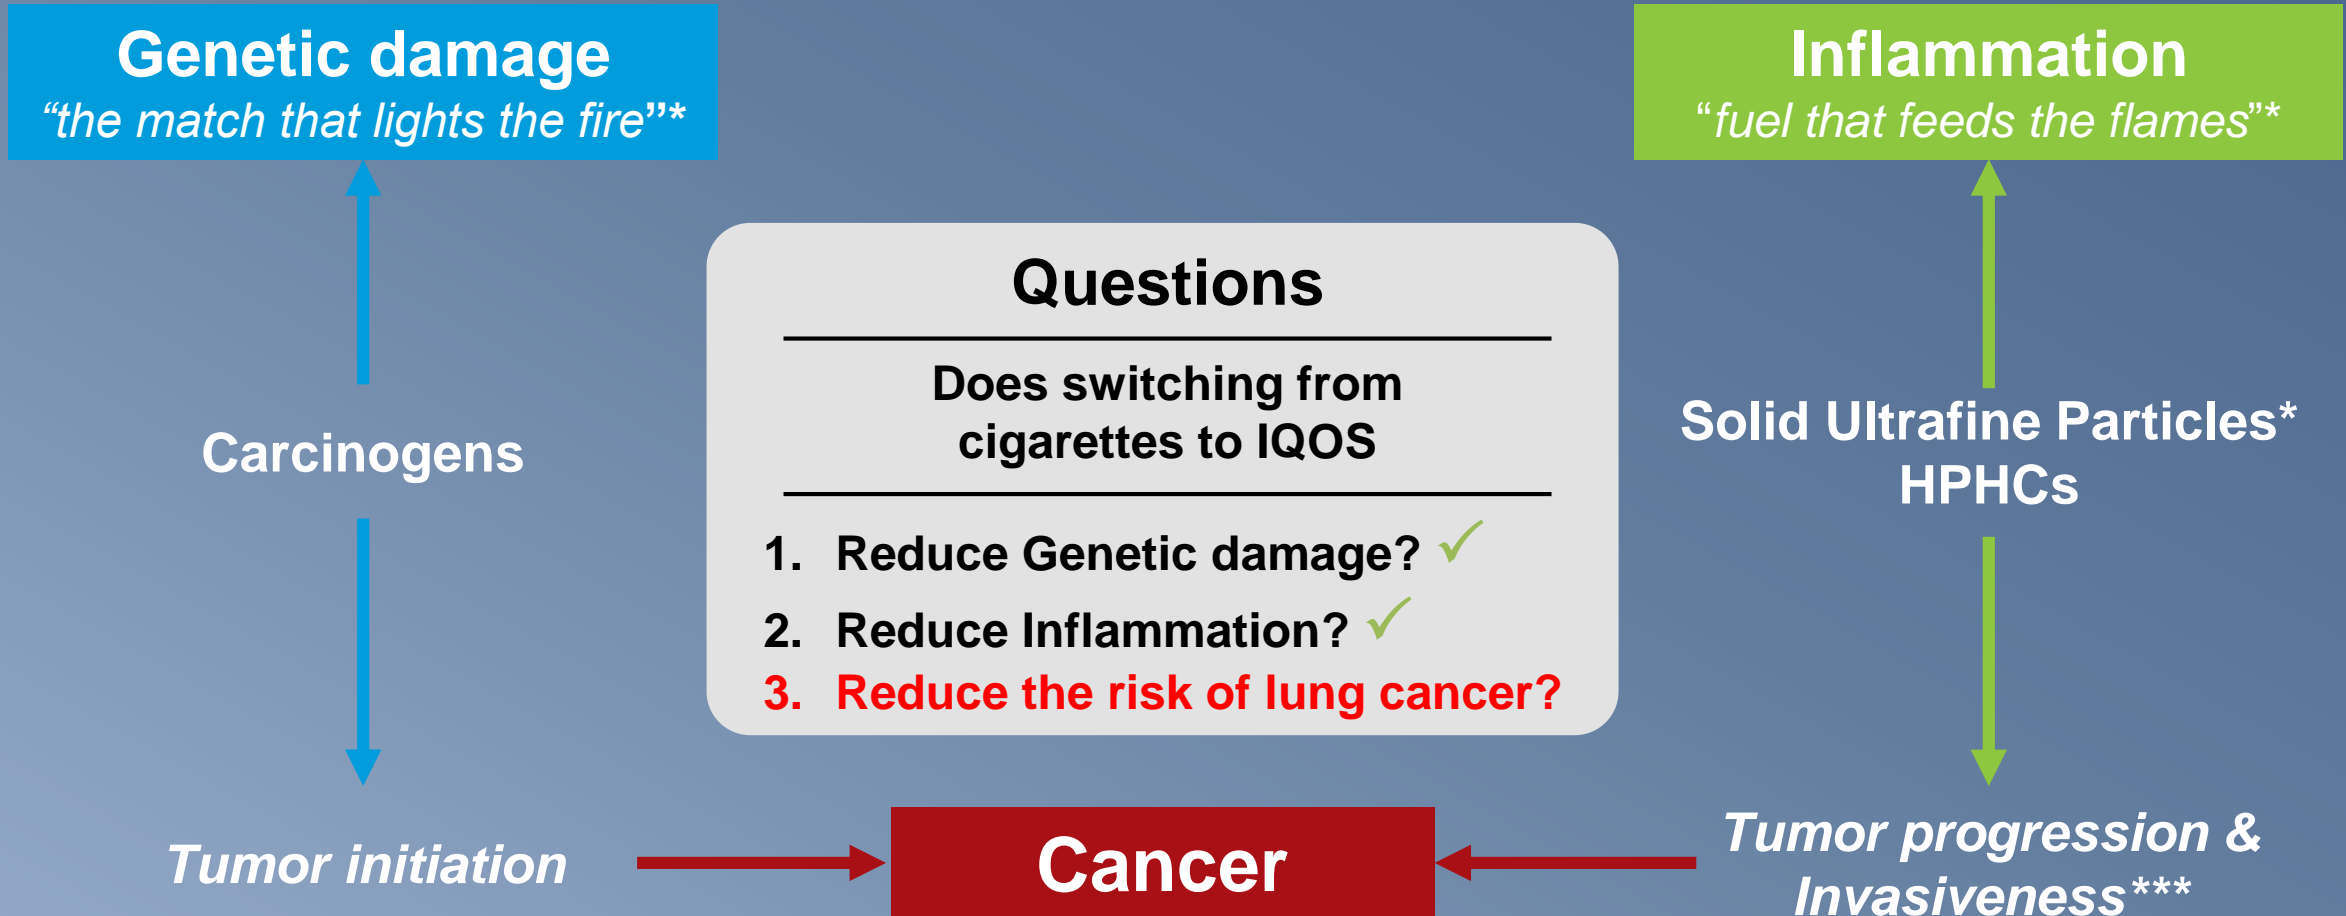 Genetic damage
“the match that lights the fire”*
Inflammation
“fuel that feeds the flames”*
Questions
Does switching from
cigarettes to IQOS
1. Reduce Genetic damage? ✓
2. Reduce Inflammation? ✓
3. Reduce the risk of lung cancer?
Carcinogens
Solid Ultrafine Particles*
HPHCs
Tumor initiation
Cancer
Tumor progression &
Invasiveness***